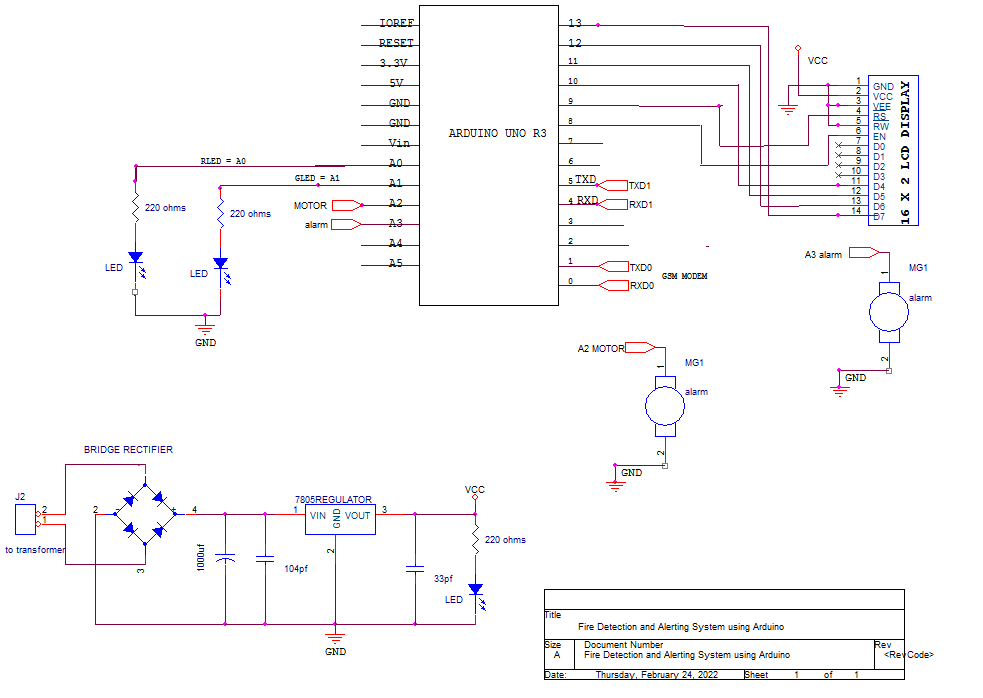 IOREF
RESET
3.3V
5V
GND
GND
Vin
A0
A1
A2
A3
A4
A5
ARDUINO UNO R3
13
12
11
10
9
8
7
6
5 TXD
4 RXD
3
2
1
0
TXD1
RXD1
TXD0
RXD0
GSM MODEM
RLED = A0
GLED = A1
MOTOR
alarm
220 ohms
220 ohms
LED
LED
GND
VCC
1 GND
2 VCC
3 VEE
4 RS
5 RW
6 EN
7 D0
8 D1
9 D2
10 D3
11 D4
12 D5
13 D6
14 D7
16 X 2 LCD DISPLAY
A3 alarm
1
MG1
alarm
2
GND
A2 MOTOR
1
MG1
alarm
2
GND
BRIDGE RECTIFIER
J2
2
1
to transformer
2
-
+
4
3
1000uf
104pf
7805REGULATOR
1
VIN
GND
VOUT
3
2
33pf
VCC
220 ohms
LED
GND
Title
Fire Detection and Alerting System using Arduino
Size
A
Document Number
Fire Detection and Alerting System using Arduino
Rev
<RevCode>
Date: Thursday, February 24, 2022 Sheet 1 of 1